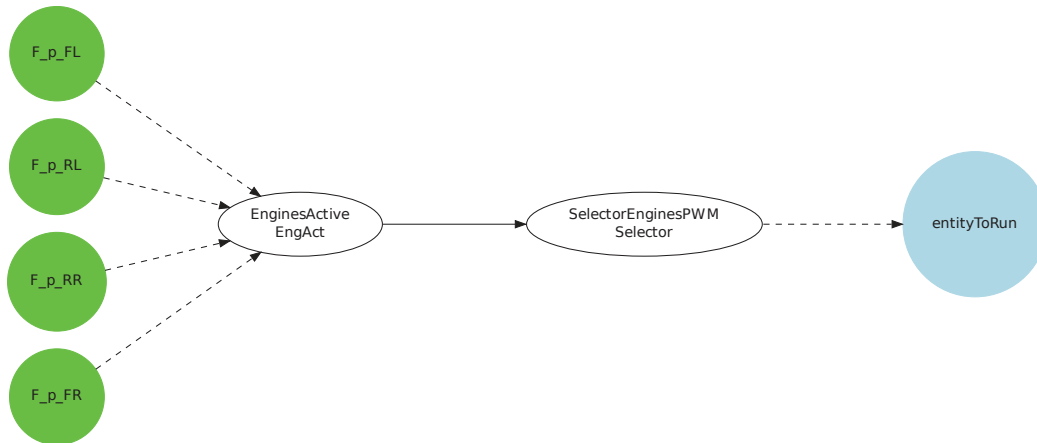 F_p_FL
F_p_RL
F_p_RR
F_p_FR
EnginesActive
EngAct
SelectorEnginesPWM
Selector
entityToRun